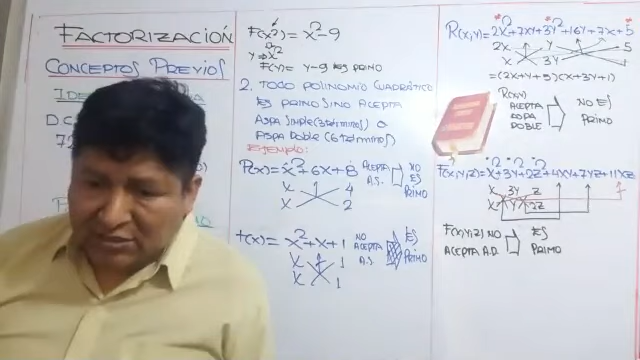 FACTORIZACIÓN
CONCEPTOS PREVIOS
F(x²) = x² - 9
Y = x²
F(Y) = Y - 9 ES PRIMO
2. TODO POLINOMIO CUADRÁTICO
ES PRIMO SINO ACEPTA
ASPA SIMPLE (3 TÉRMINOS) O
ASPA DOBLE (6 TÉRMINOS)
EJEMPLO:
P(x) = x² + 6x + 8 ACEPTA A.S. NO ES PRIMO
x 4
x 2
F(x) = x² + x + 1 NO ACEPTA A.S. ES PRIMO
x 1
x 1
R(x,y) = 2x² + 7xy + 3y² + 16y + 7x + 5
2x y 5
x 3y 1
= (2x + y + 5)(x + 3y + 1)
R(x,y)
ACEPTA
ASPA
DOBLE
NO ES
PRIMO
F(x,y,z) = x² + 3y² + 2z² + 4xy + 7yz + 11xz
x 3y z
x y 2z
F(x,y,z) NO
ACEPTA A.D.
ES
PRIMO